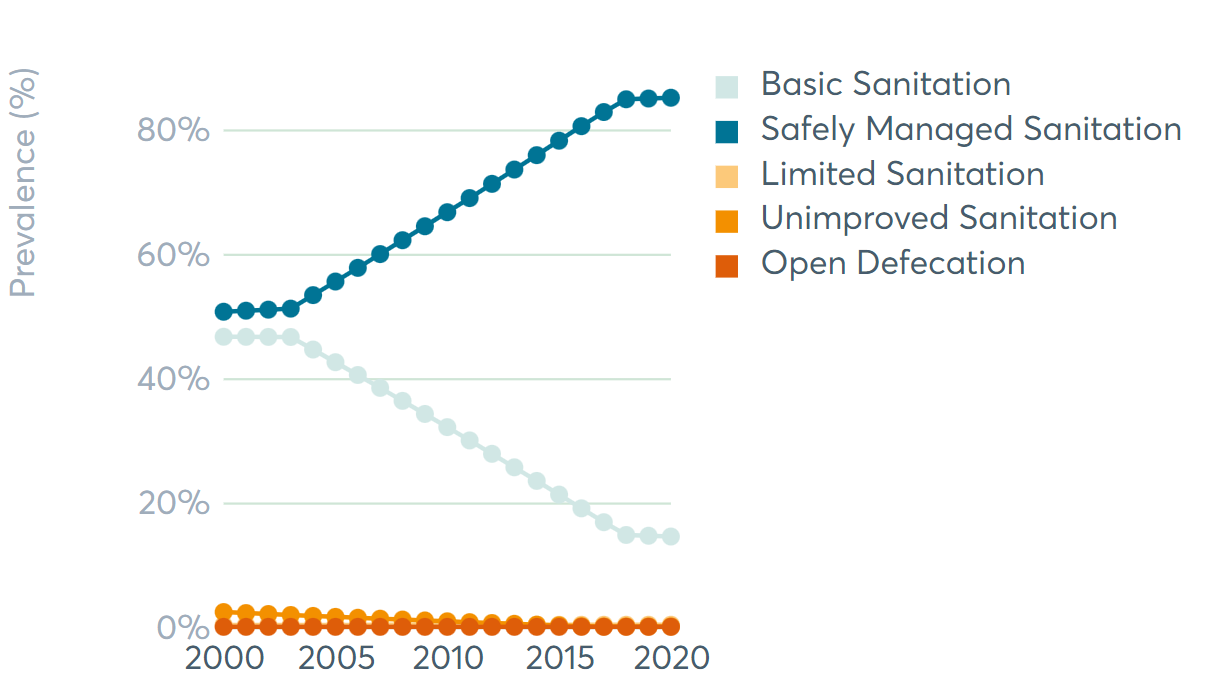 Prevalence (%)
80%
60%
40%
20%
0%
2000 2005 2010 2015 2020
Basic Sanitation
Safely Managed Sanitation
Limited Sanitation
Unimproved Sanitation
Open Defecation